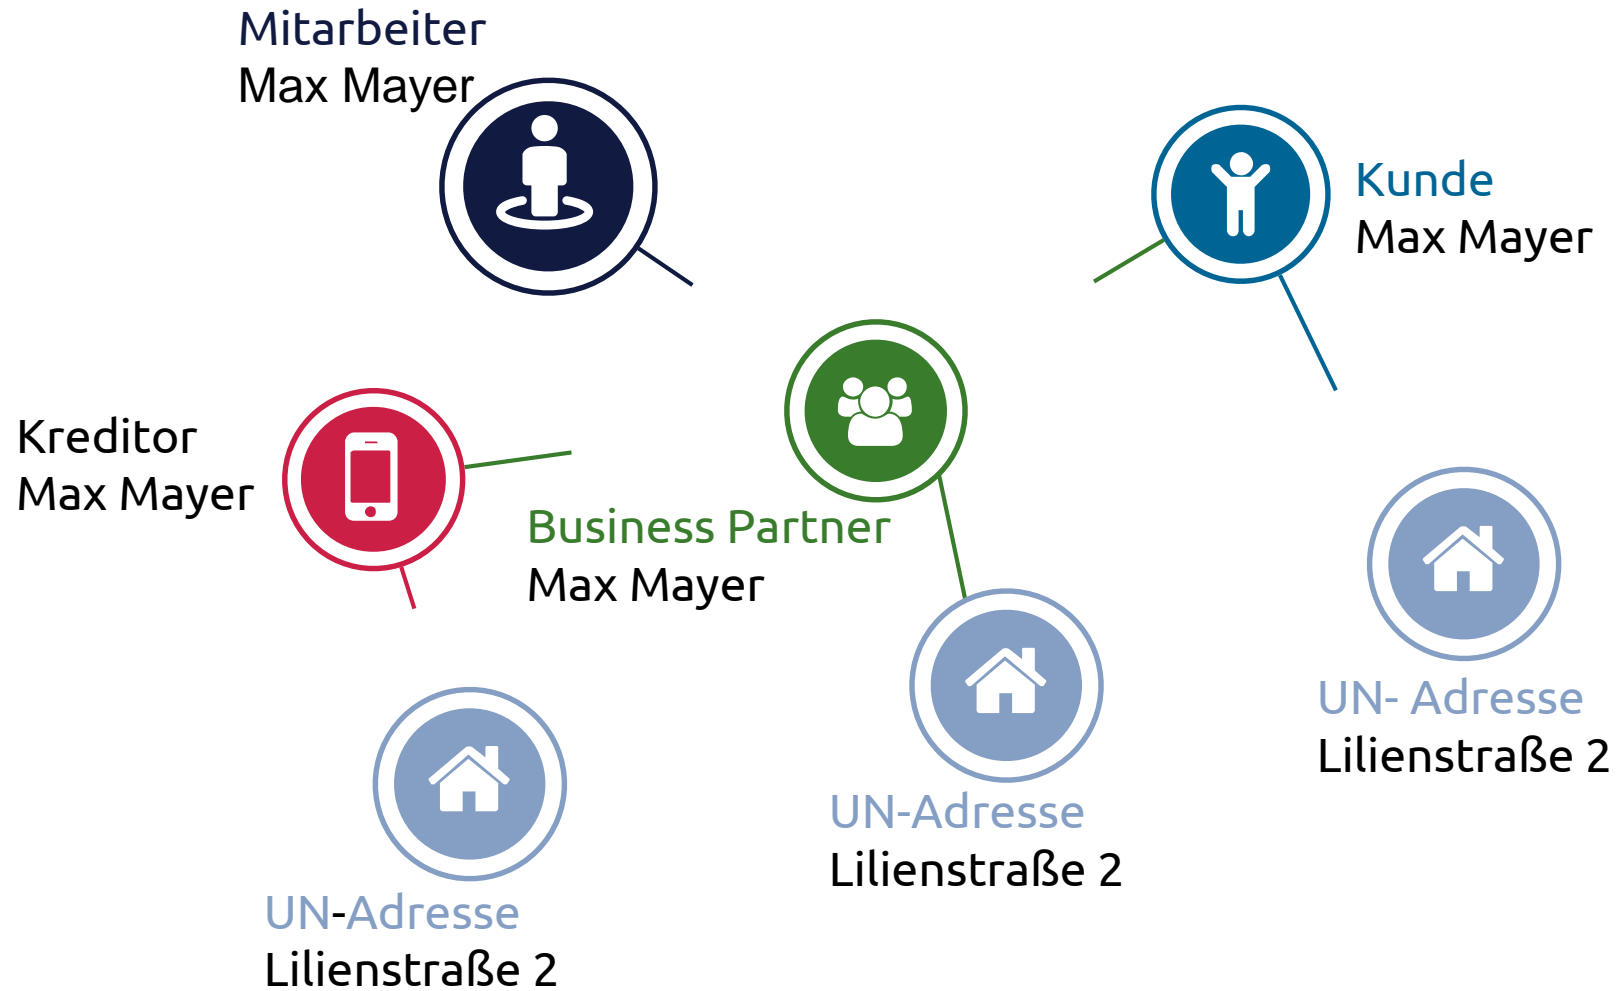 Mitarbeiter
Max Mayer
Kunde
Max Mayer
Kreditor
Max Mayer
Business Partner
Max Mayer
UN- Adresse
Lilienstraße 2
UN-Adresse
Lilienstraße 2
UN-Adresse
Lilienstraße 2